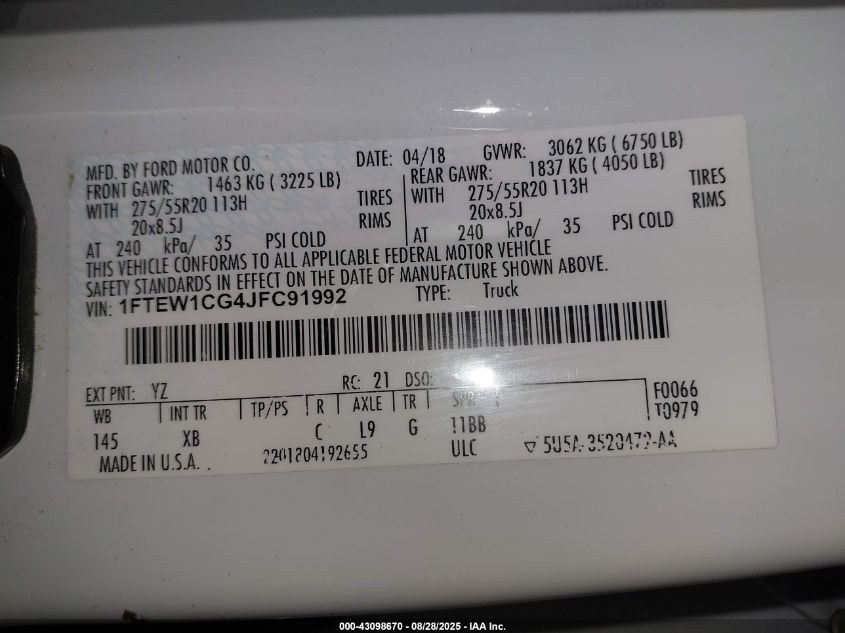 MFD. BY FORD MOTOR CO. DATE: 04/18 GVWR: 3062 KG ( 6750 LB)
FRONT GAWR: 1463 KG ( 3225 LB) REAR GAWR: 1837 KG ( 4050 LB)
WITH 275/55R20 113H TIRES WITH 275/55R20 113H TIRES
20x8.5J RIMS 20x8.5J RIMS
AT 240 kPa/ 35 PSI COLD AT 240 kPa/ 35 PSI COLD
THIS VEHICLE CONFORMS TO ALL APPLICABLE FEDERAL MOTOR VEHICLE
SAFETY STANDARDS IN EFFECT ON THE DATE OF MANUFACTURE SHOWN ABOVE.
VIN: 1FTEW1CG4JFC91992 TYPE: Truck
EXT PNT: YZ RC: 21 DSO: F0066
WB INT TR TP/PS R AXLE TR SPR T0979
145 XB C L9 G 11BB
MADE IN U.S.A. 2201804192655 ULC
000-43098670 - 08/28/2025 - IAA Inc.